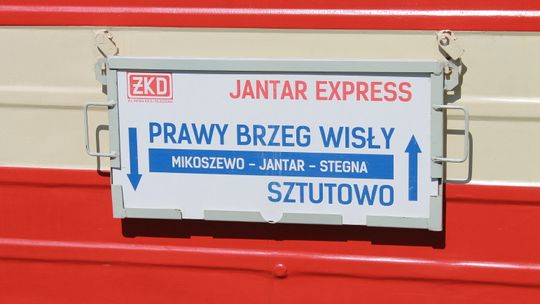 ŻKD
JANTAR EXPRESS
PRAWY BRZEG WISŁY
MIKOSZEWO – JANTAR – STEGNA
SZTUTOWO